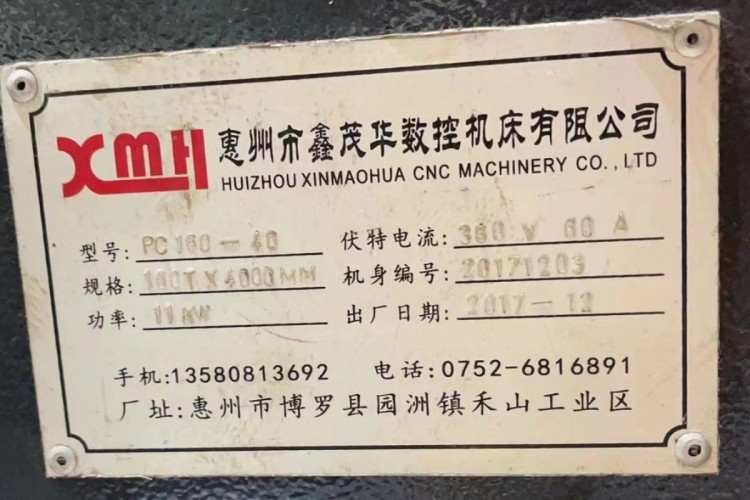 XMH 惠州市鑫茂华数控机床有限公司
HUIZHOU XINMAOHUA CNC MACHINERY CO.,LTD
型号: PC160-40 伏特电流: 380 V 60 A
规格: 160T X 4000MM 机身编号: 20171203
功率: 11KW 出厂日期: 2017-12
手机:13580813692 电话:0752-6816891
厂址:惠州市博罗县园洲镇禾山工业区